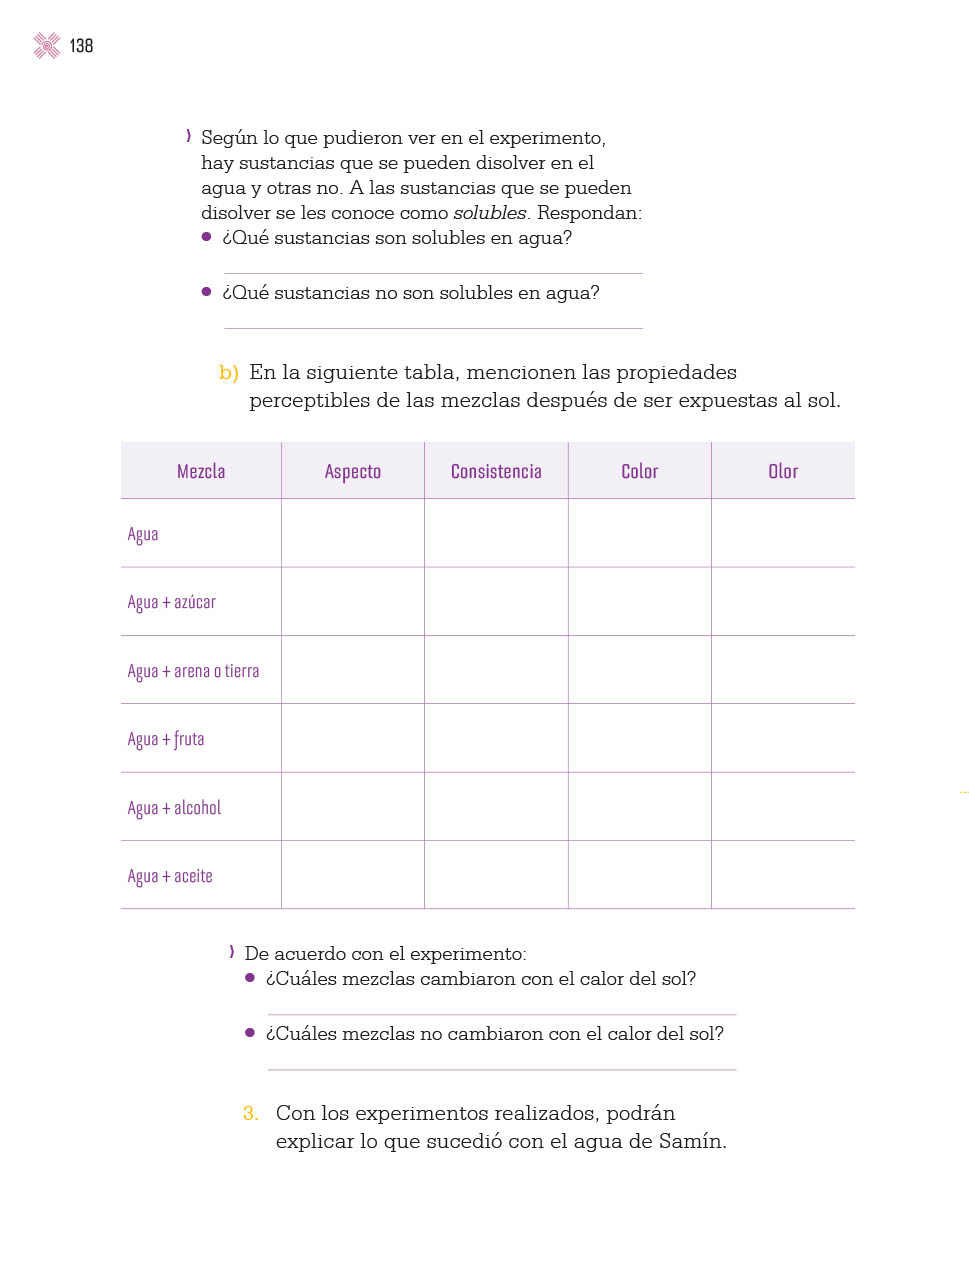 138
Según lo que pudieron ver en el experimento,
hay sustancias que se pueden disolver en el
agua y otras no. A las sustancias que se pueden
disolver se les conoce como solubles. Respondan:
¿Qué sustancias son solubles en agua?
¿Qué sustancias no son solubles en agua?
b) En la siguiente tabla, mencionen las propiedades
perceptibles de las mezclas después de ser expuestas al sol.
Mezcla Aspecto Consistencia Color Olor
Agua
Agua + azúcar
Agua + arena o tierra
Agua + fruta
Agua + alcohol
Agua + aceite
De acuerdo con el experimento:
¿Cuáles mezclas cambiaron con el calor del sol?
¿Cuáles mezclas no cambiaron con el calor del sol?
3. Con los experimentos realizados, podrán
explicar lo que sucedió con el agua de Samín.